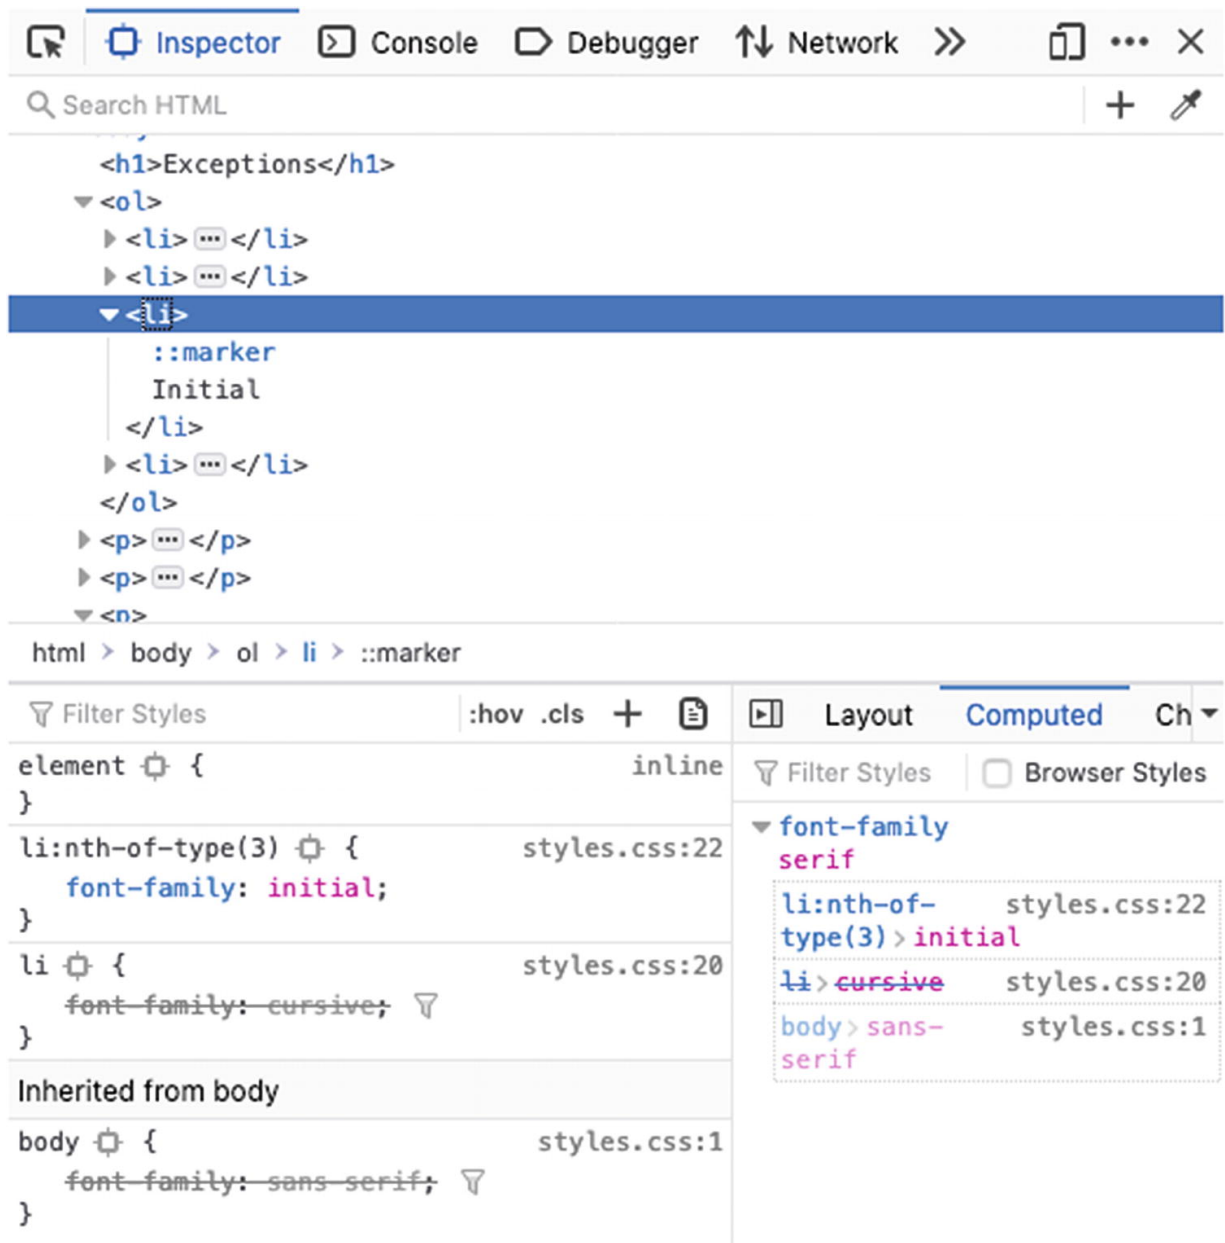 Inspector Console Debugger Network
Search HTML
<h1>Exceptions</h1>
<ol>
<li>…</li>
<li>…</li>
<li>
::marker
Initial
</li>
<li>…</li>
</ol>
<p>…</p>
<p>…</p>
<p>
html > body > ol > li > ::marker
Filter Styles :hov .cls +
element { inline
}
li:nth-of-type(3) { styles.css:22
font-family: initial;
}
li { styles.css:20
font-family: cursive;
}
Inherited from body
body { styles.css:1
font-family: sans-serif;
}
Layout Computed Ch
Filter Styles Browser Styles
font-family
serif
li:nth-of- styles.css:22
type(3) > initial
li > cursive styles.css:20
body > sans- styles.css:1
serif